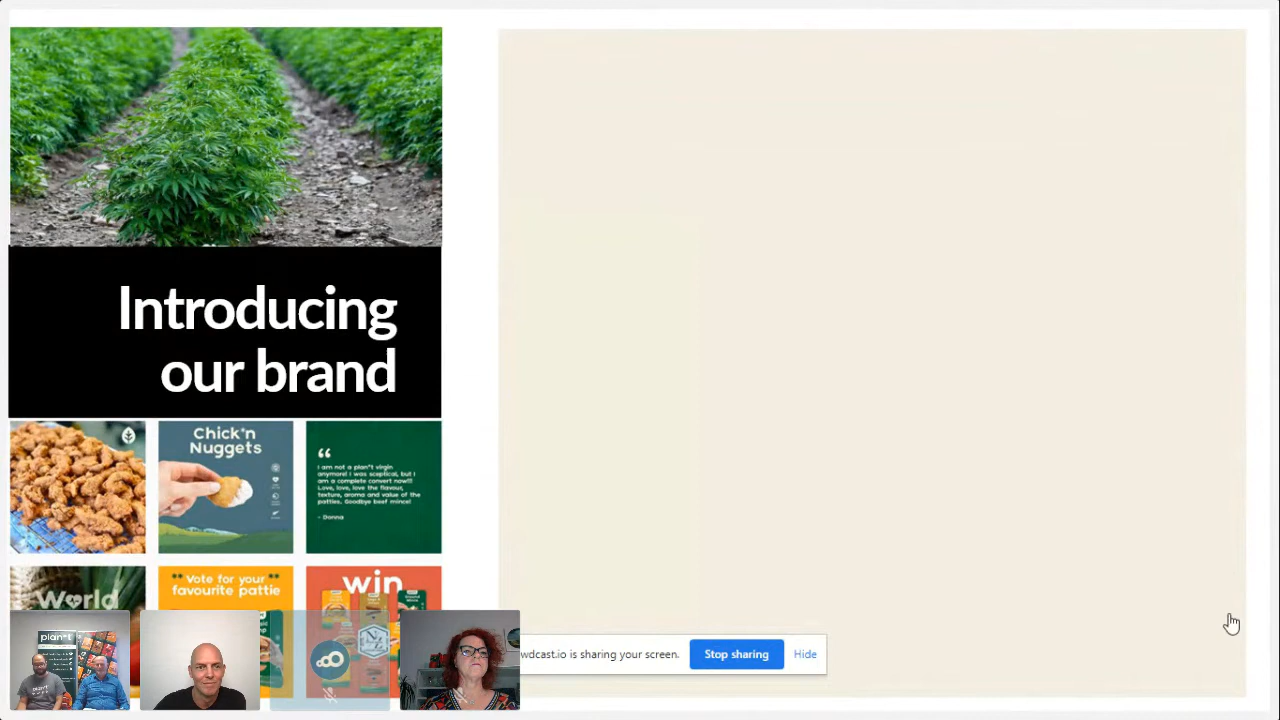 Introducing
our brand
Chick'n
Nuggets
“
I am not a plan*t virgin
anymore! I was sceptical, but I
am a complete convert now!!!
Love, love, love the flavour,
texture, aroma and value of the
patties. Goodbye beef mince!
- Donna
World
"Vote for your"
favourite pattie
win
plan*t
wdcast.io is sharing your screen.
Stop sharing
Hide